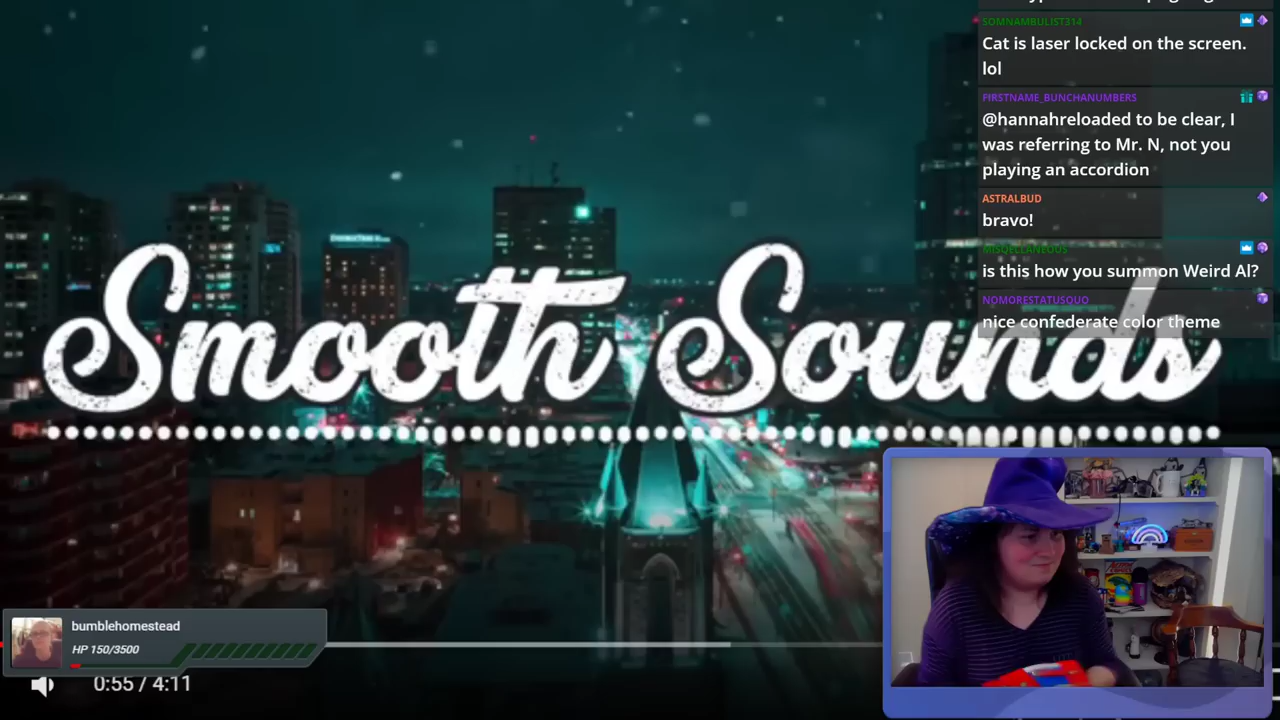 SOMNAMBULIST314
Cat is laser locked on the screen.
lol
FIRSTNAME_BUNCHANUMBERS
@hannahreloaded to be clear, I
was referring to Mr. N, not you
playing an accordion
ASTRALBUD
bravo!
MISQECLANEOUS
is this how you summon Weird Al?
NOMORESTATUSQUO
nice confederate color theme
Smooth Sounds
bumblehomestead
HP 150/3500
0:55 / 4:11